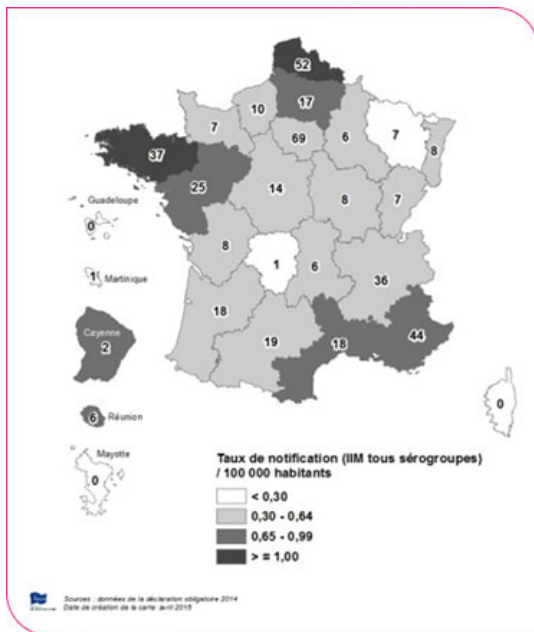 52
10
17
7
69
6
7
8
37
25
14
8
7
Guadeloupe
0
8
1
6
36
1
Martinique
18
19
18
44
Cayenne
2
0
6
Réunion
Mayotte
0
Taux de notification (IIM tous sérogroupes)
/ 100 000 habitants
< 0,30
0,30 - 0,64
0,65 - 0,99
> = 1,00
Sources : données de la déclaration obligatoire 2014
Date de création de la carte: avril 2015